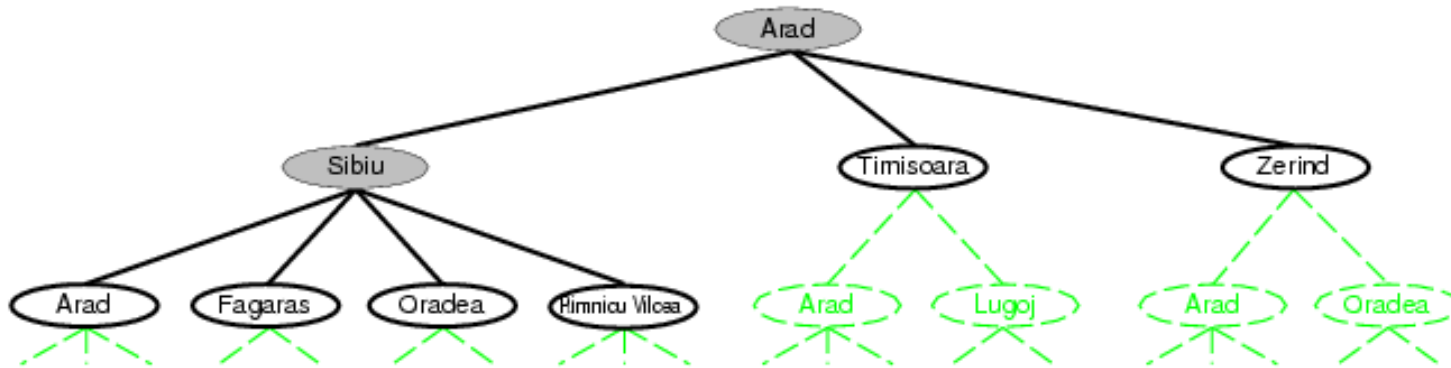 Arad
Sibiu
Timisoara
Zerind
Arad
Fagaras
Oradea
Rimnicu Vilcea
Arad
Lugoj
Arad
Oradea